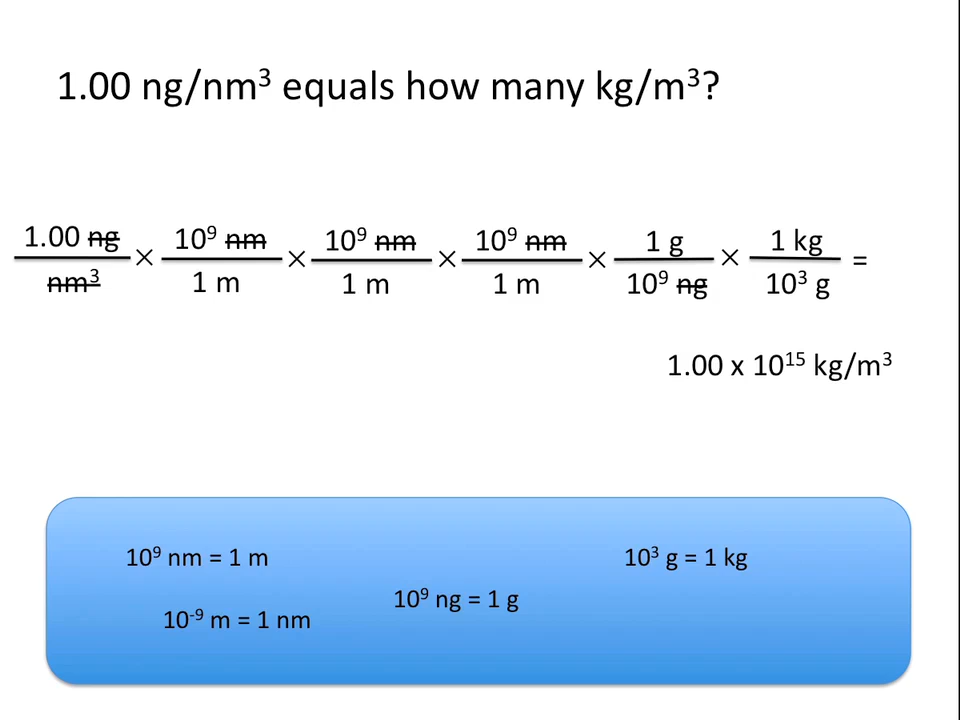 1.00 ng/nm³ equals how many kg/m³?
1.00 ng × 10⁹ nm × 10⁹ nm × 10⁹ nm × 1 g × 1 kg =
nm³ 1 m 1 m 1 m 10⁹ ng 10³ g
1.00 x 10¹⁵ kg/m³
10⁹ nm = 1 m 10³ g = 1 kg
10⁹ ng = 1 g
10⁻⁹ m = 1 nm